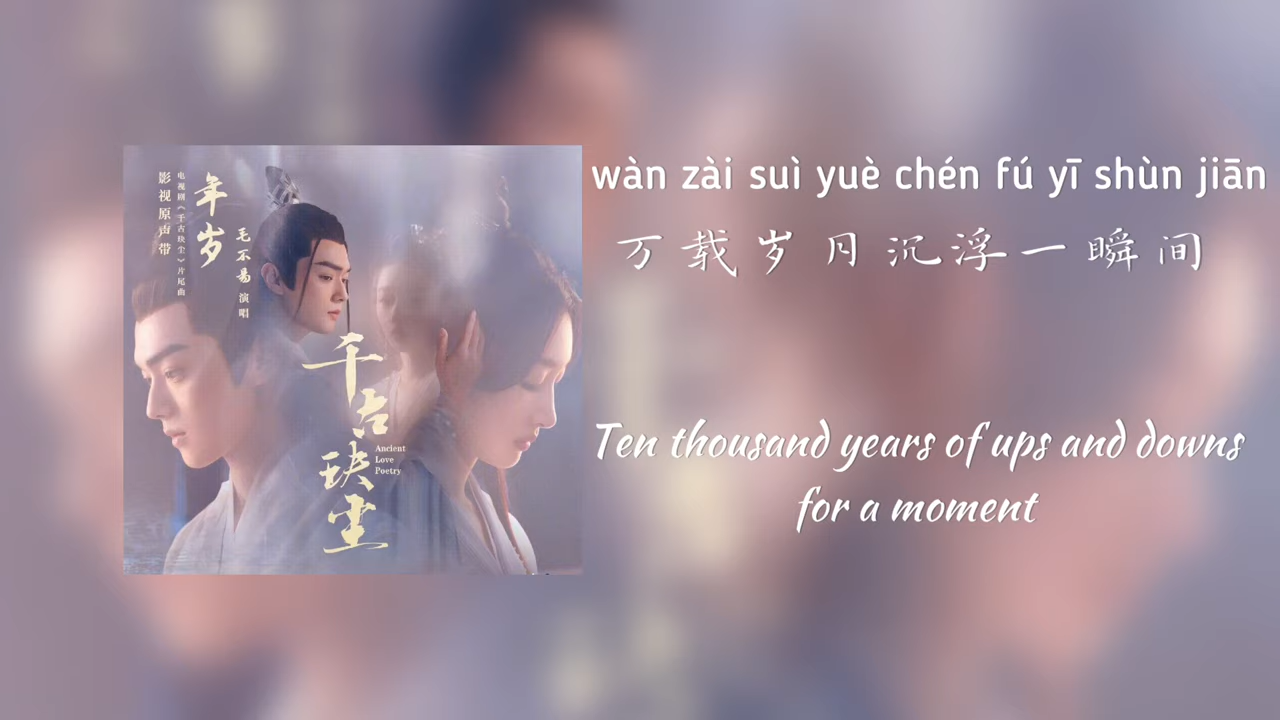 wàn zài suì yuè chén fú yī shùn jiān
万载岁月沉浮一瞬间
Ten thousand years of ups and downs
for a moment
年岁
毛不易 演唱
电视剧《千古玦尘》片尾曲
影视原声带
千古玦尘
Ancient
Love
Poetry